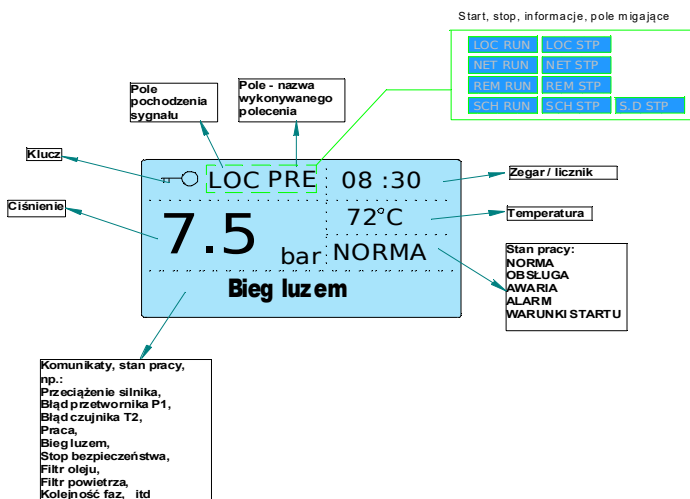 Start, stop, informacje, pole migające
LOC RUN LOC STP
NET RUN NET STP
REM RUN REM STP
SCH RUN SCH STP S.D STP
Pole
pochodzenia
sygnału
Pole - nazwa
wykonywanego
polecenia
Klucz
Ciśnienie
LOC PRE
08 :30
7.5 bar
72°C
NORMA
Bieg luzem
Zegar / licznik
Temperatura
Stan pracy:
NORMA
OBSŁUGA
AWARIA
ALARM
WARUNKI STARTU
Komunikaty, stan pracy,
np.:
Przeciążenie silnika,
Błąd przetwornika P1,
Błąd czujnika T2,
Praca,
Bieg luzem,
Stop bezpieczeństwa,
Filtr oleju,
Filtr powietrza,
Kolejność faz, itd